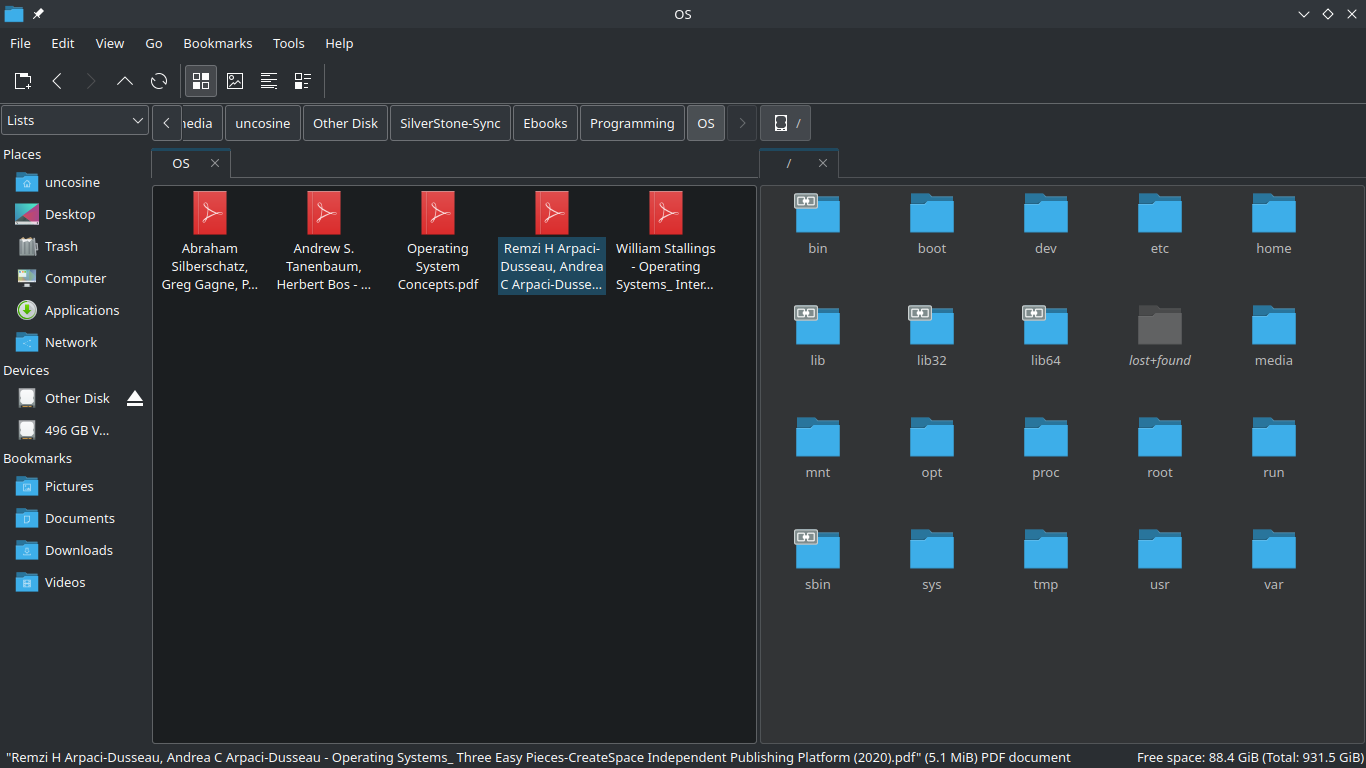 OS
File Edit View Go Bookmarks Tools Help
Lists
edia uncosine Other Disk SilverStone-Sync Ebooks Programming OS
/
Places
uncosine
Desktop
Trash
Computer
Applications
Network
Devices
Other Disk
496 GB V...
Bookmarks
Pictures
Documents
Downloads
Videos
OS
Abraham
Silberschatz,
Greg Gagne, P...
Andrew S.
Tanenbaum,
Herbert Bos - ...
Operating
System
Concepts.pdf
Remzi H Arpaci-
Dusseau, Andrea
C Arpaci-Dusse...
William Stallings
- Operating
Systems_ Inter...
/
bin boot dev etc home
lib lib32 lib64 lost+found media
mnt opt proc root run
sbin sys tmp usr var
"Remzi H Arpaci-Dusseau, Andrea C Arpaci-Dusseau - Operating Systems_ Three Easy Pieces-CreateSpace Independent Publishing Platform (2020).pdf" (5.1 MiB) PDF document
Free space: 88.4 GiB (Total: 931.5 GiB)